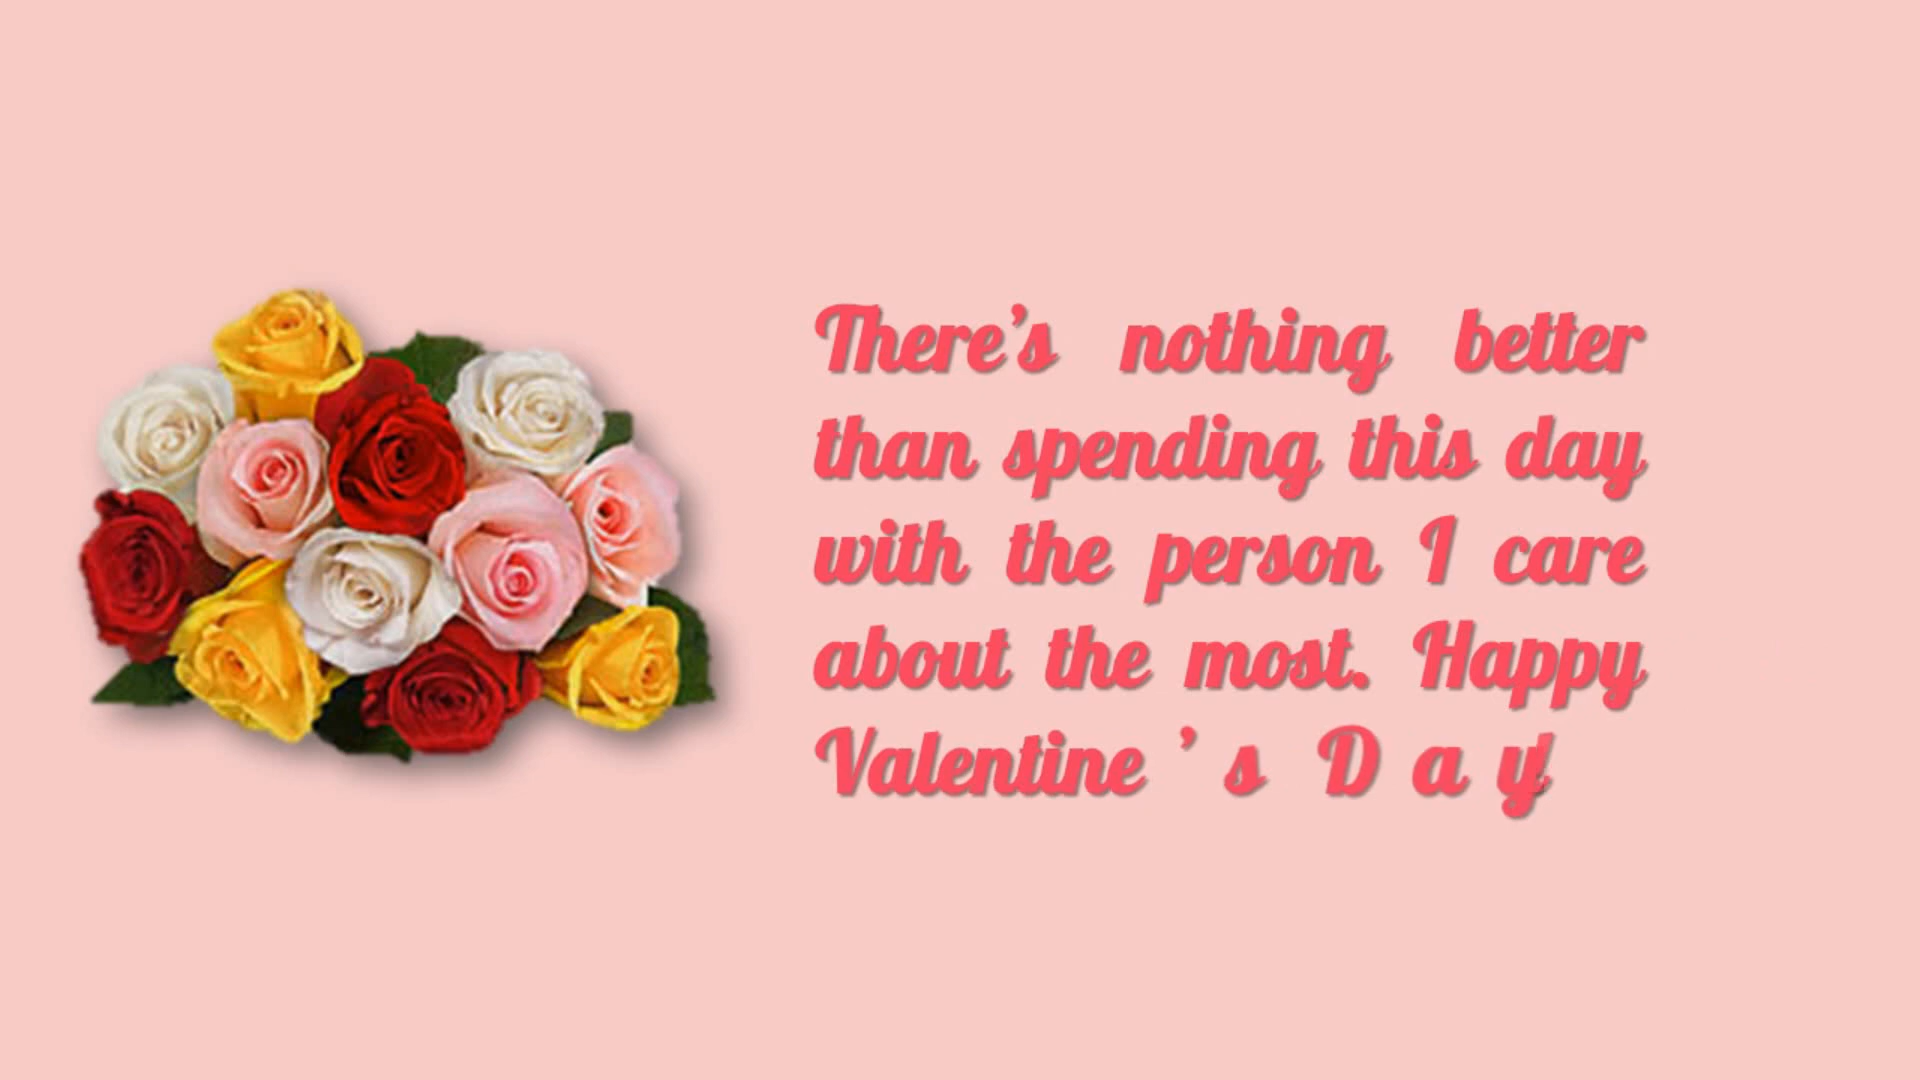 There’s nothing better
than spending this day
with the person I care
about the most. Happy
Valentine’s Day!